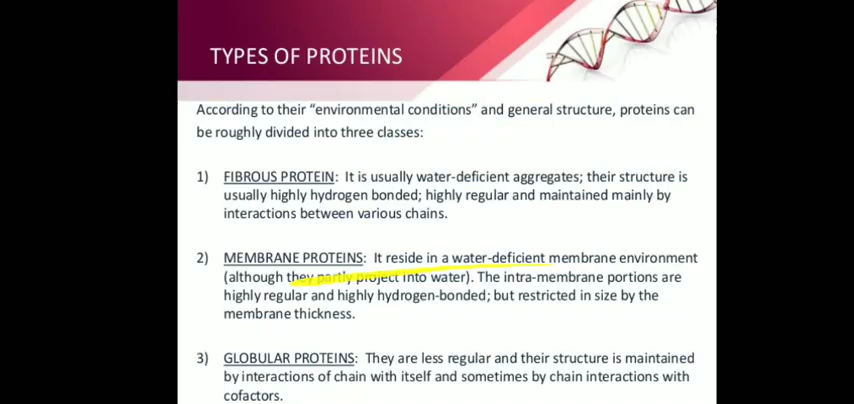 TYPES OF PROTEINS
According to their “environmental conditions” and general structure, proteins can
be roughly divided into three classes:
1) FIBROUS PROTEIN: It is usually water-deficient aggregates; their structure is
usually highly hydrogen bonded; highly regular and maintained mainly by
interactions between various chains.
2) MEMBRANE PROTEINS: It reside in a water-deficient membrane environment
(although they partly project into water). The intra-membrane portions are
highly regular and highly hydrogen-bonded; but restricted in size by the
membrane thickness.
3) GLOBULAR PROTEINS: They are less regular and their structure is maintained
by interactions of chain with itself and sometimes by chain interactions with
cofactors.